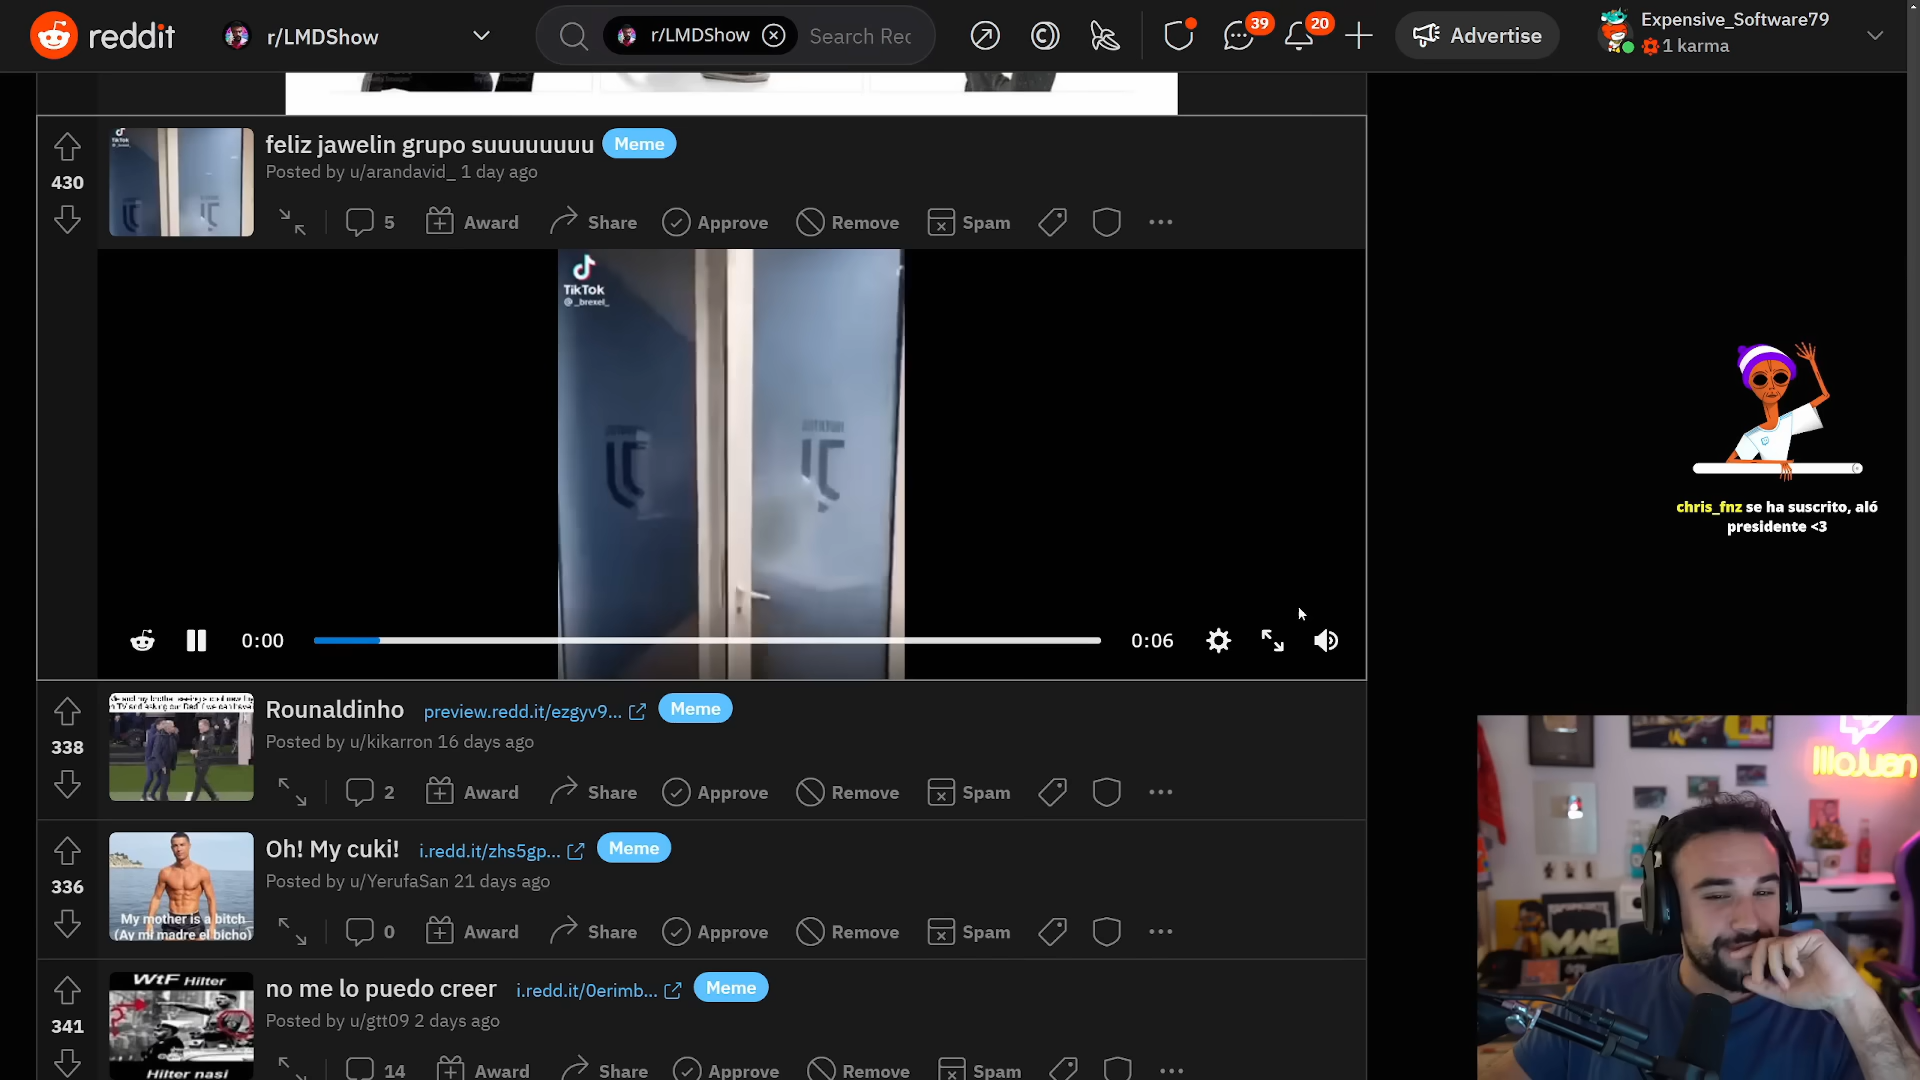 reddit
r/LMDShow
r/LMDShow
Search Rec
39
20
Advertise
Expensive_Software79
1 karma
430
TikTok
feliz jawelin grupo suuuuuuuu
Meme
Posted by u/arandavid_ 1 day ago
5
Award
Share
Approve
Remove
Spam
TikTok
@_brexel_
0:00
0:06
chris_fnz se ha suscrito, aló
presidente <3
338
Rounaldinho
preview.redd.it/ezgyv9...
Meme
Posted by u/kikarron 16 days ago
2
Award
Share
Approve
Remove
Spam
336
My mother is a bitch
(Ay mi madre el bicho)
Oh! My cuki!
i.redd.it/zhs5gp...
Meme
Posted by u/YerufaSan 21 days ago
0
Award
Share
Approve
Remove
Spam
341
WtF Hilter
Hilter nasi
no me lo puedo creer
i.redd.it/0erimb...
Meme
Posted by u/gtt09 2 days ago
14
Award
Share
Approve
Remove
Spam
IlloJuan